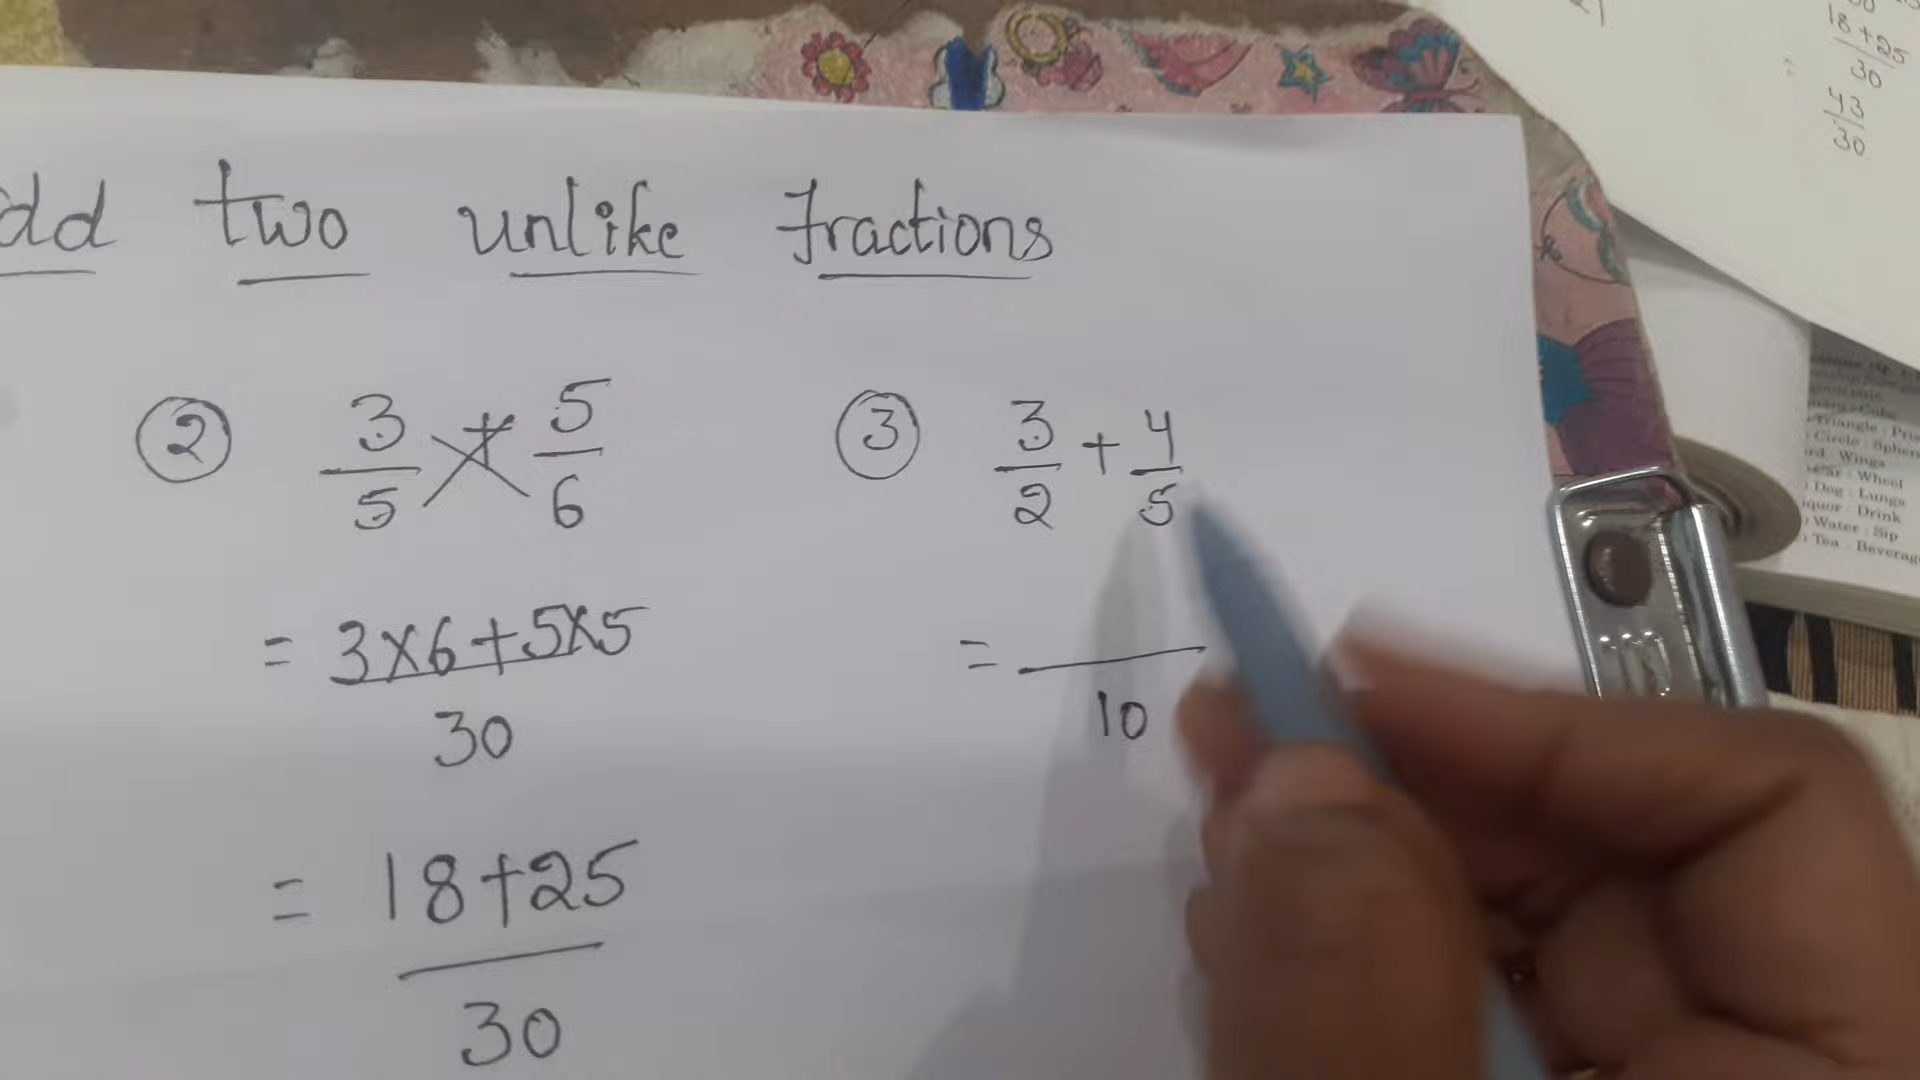 dd two unlike fractions
② 3/5 + 5/6
= 3×6+5×5/30
= 18+25/30
③ 3/2 + 4/5
= /10
18+25
30
= 43
30
Circle : Sphere
Wings
Wheel
Dog : Lungs
Liquor : Drink
Water : Sip
Tea : Beverage